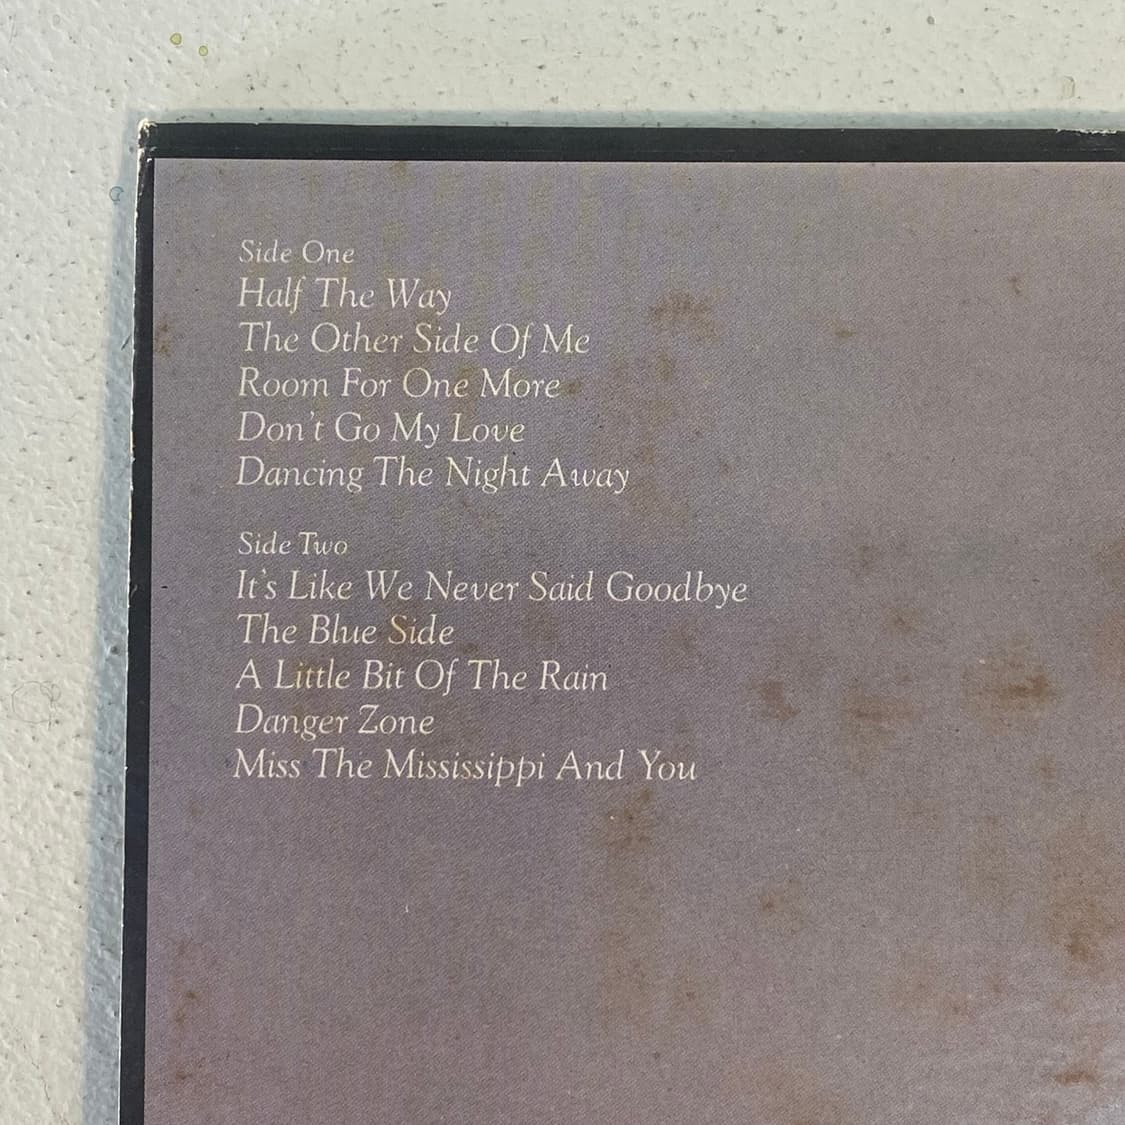 Side One
Half The Way
The Other Side Of Me
Room For One More
Don't Go My Love
Dancing The Night Away
Side Two
It's Like We Never Said Goodbye
The Blue Side
A Little Bit Of The Rain
Danger Zone
Miss The Mississippi And You